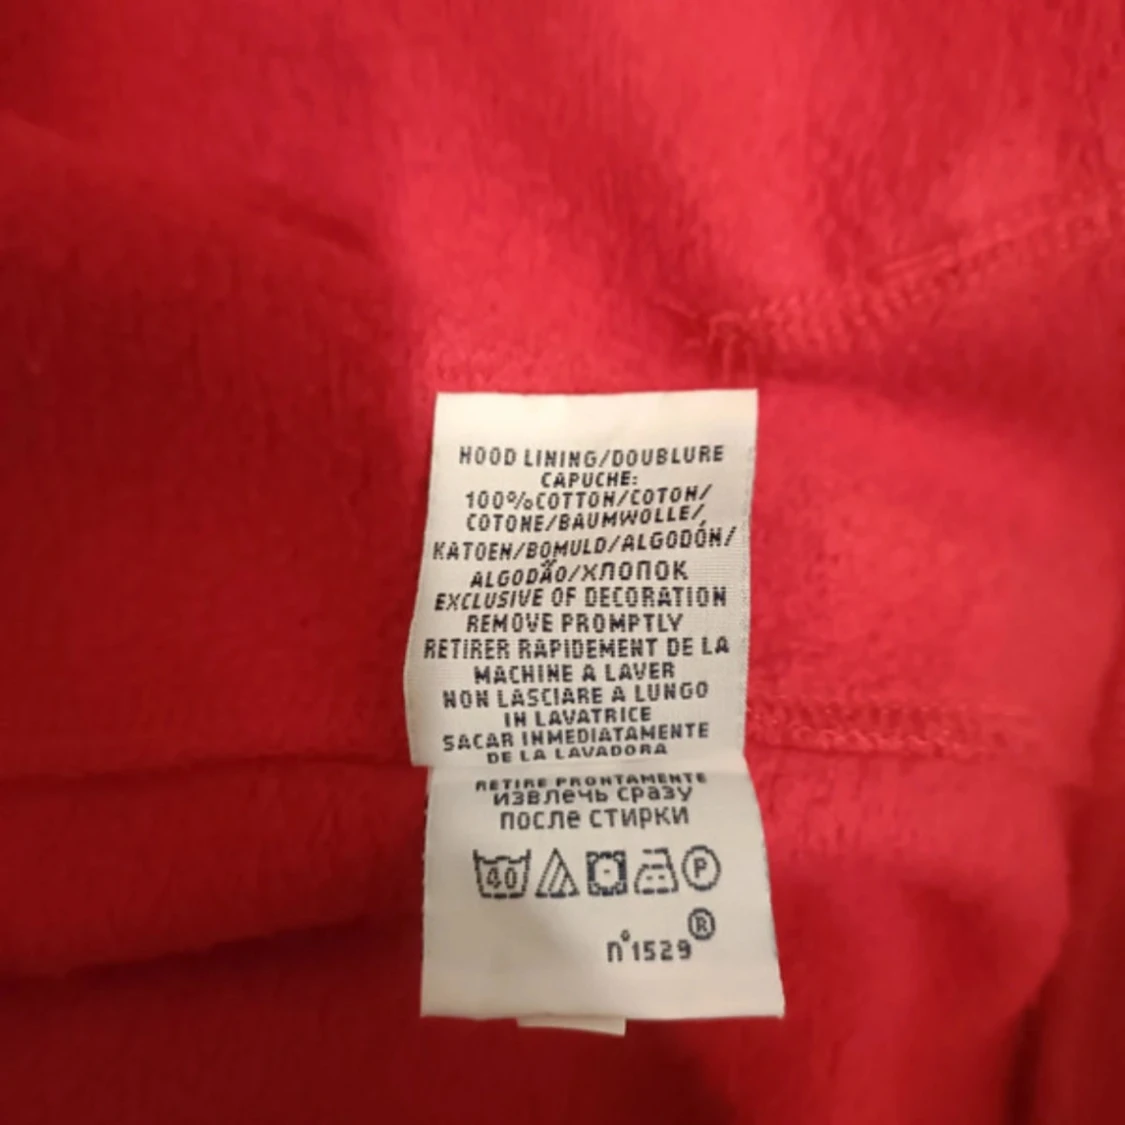 HOOD LINING/DOUBLURE
CAPUCHE:
100%COTTON/COTON/
COTONE/BAUMWOLLE/
KATOEN/BOMULD/ALGODÓN/
ALGODÃO/ХЛОПОК
EXCLUSIVE OF DECORATION
REMOVE PROMPTLY
RETIRER RAPIDEMENT DE LA
MACHINE A LAVER
NON LASCIARE A LUNGO
IN LAVATRICE
SACAR INMEDIATAMENTE
DE LA LAVADORA
RETIRE PRONTAMENTE
извлечь сразу
после стирки
40 P
n°1529®